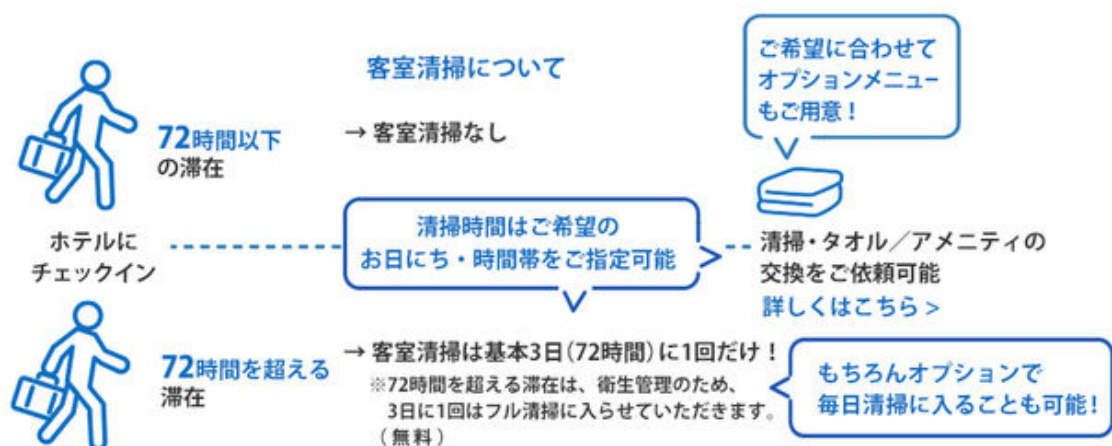 客室清掃について
ご希望に合わせて
オプションメニュー
もご用意！
72時間以下
の滞在
→ 客室清掃なし
ホテルに
チェックイン
清掃時間はご希望の
お日にち・時間帯をご指定可能
清掃・タオル／アメニティの
交換をご依頼可能
詳しくはこちら >
72時間を超える
滞在
→ 客室清掃は基本3日(72時間)に1回だけ！
※72時間を超える滞在は、衛生管理のため、
3日に1回はフル清掃に入らせていただきます。
(無料)
もちろんオプションで
毎日清掃に入ることも可能！